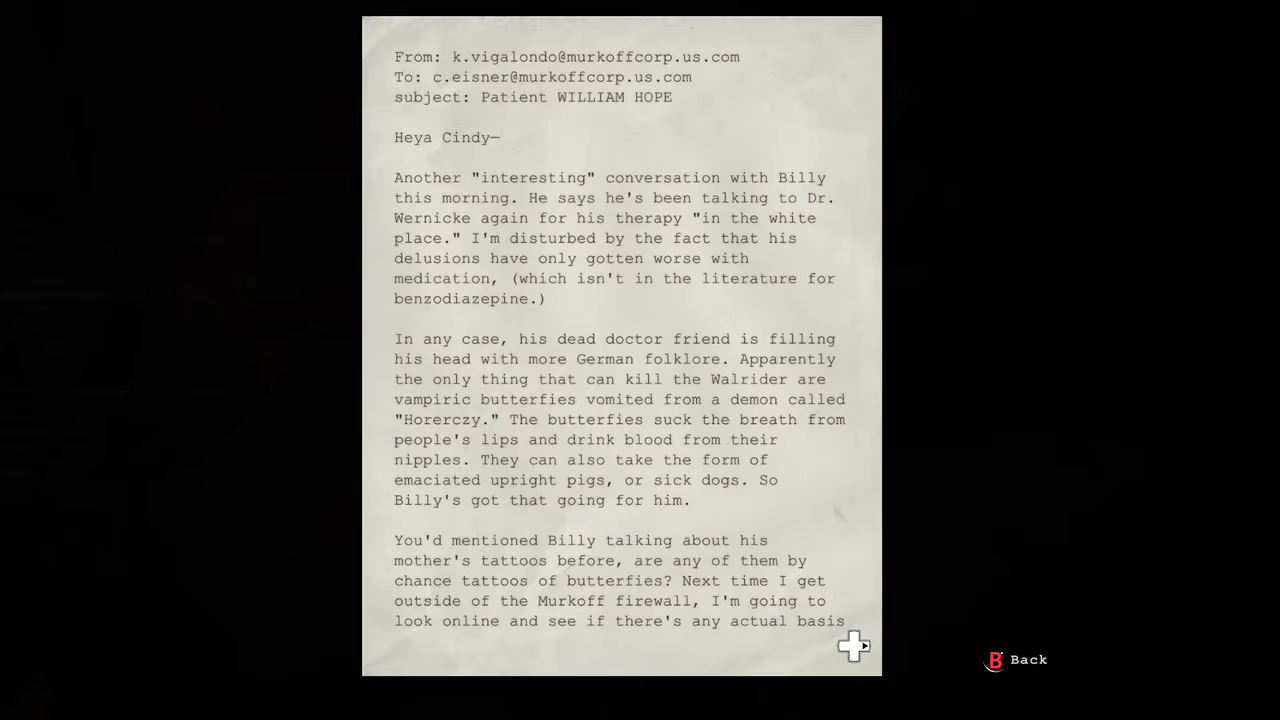 From: k.vigalondo@murkoffcorp.us.com
To: c.eisner@murkoffcorp.us.com
subject: Patient WILLIAM HOPE
Heya Cindy—
Another "interesting" conversation with Billy
this morning. He says he's been talking to Dr.
Wernicke again for his therapy "in the white
place." I'm disturbed by the fact that his
delusions have only gotten worse with
medication, (which isn't in the literature for
benzodiazepine.)
In any case, his dead doctor friend is filling
his head with more German folklore. Apparently
the only thing that can kill the Walrider are
vampiric butterfies vomited from a demon called
"Horerczy." The butterfies suck the breath from
people's lips and drink blood from their
nipples. They can also take the form of
emaciated upright pigs, or sick dogs. So
Billy's got that going for him.
You'd mentioned Billy talking about his
mother's tattoos before, are any of them by
chance tattoos of butterfies? Next time I get
outside of the Murkoff firewall, I'm going to
look online and see if there's any actual basis
B Back